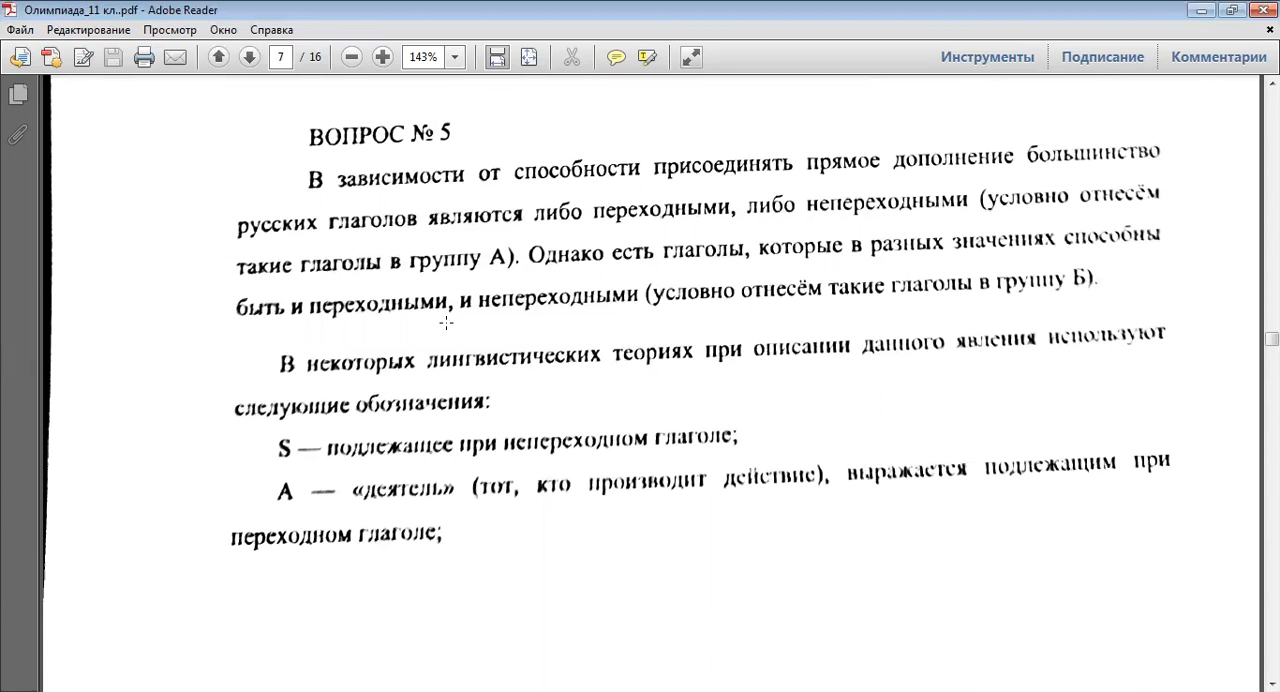 Олимпиада_11 кл..pdf - Adobe Reader
Файл Редактирование Просмотр Окно Справка
7 / 16 143% Инструменты Подписание Комментарии
ВОПРОС № 5
В зависимости от способности присоединять прямое дополнение большинство
русских глаголов являются либо переходными, либо непереходными (условно отнесём
такие глаголы в группу А). Однако есть глаголы, которые в разных значениях способны
быть и переходными, и непереходными (условно отнесём такие глаголы в группу Б).
В некоторых лингвистических теориях при описании данного явления используют
следующие обозначения:
S — подлежащее при непереходном глаголе;
A — «деятель» (тот, кто производит действие), выражается подлежащим при
переходном глаголе;